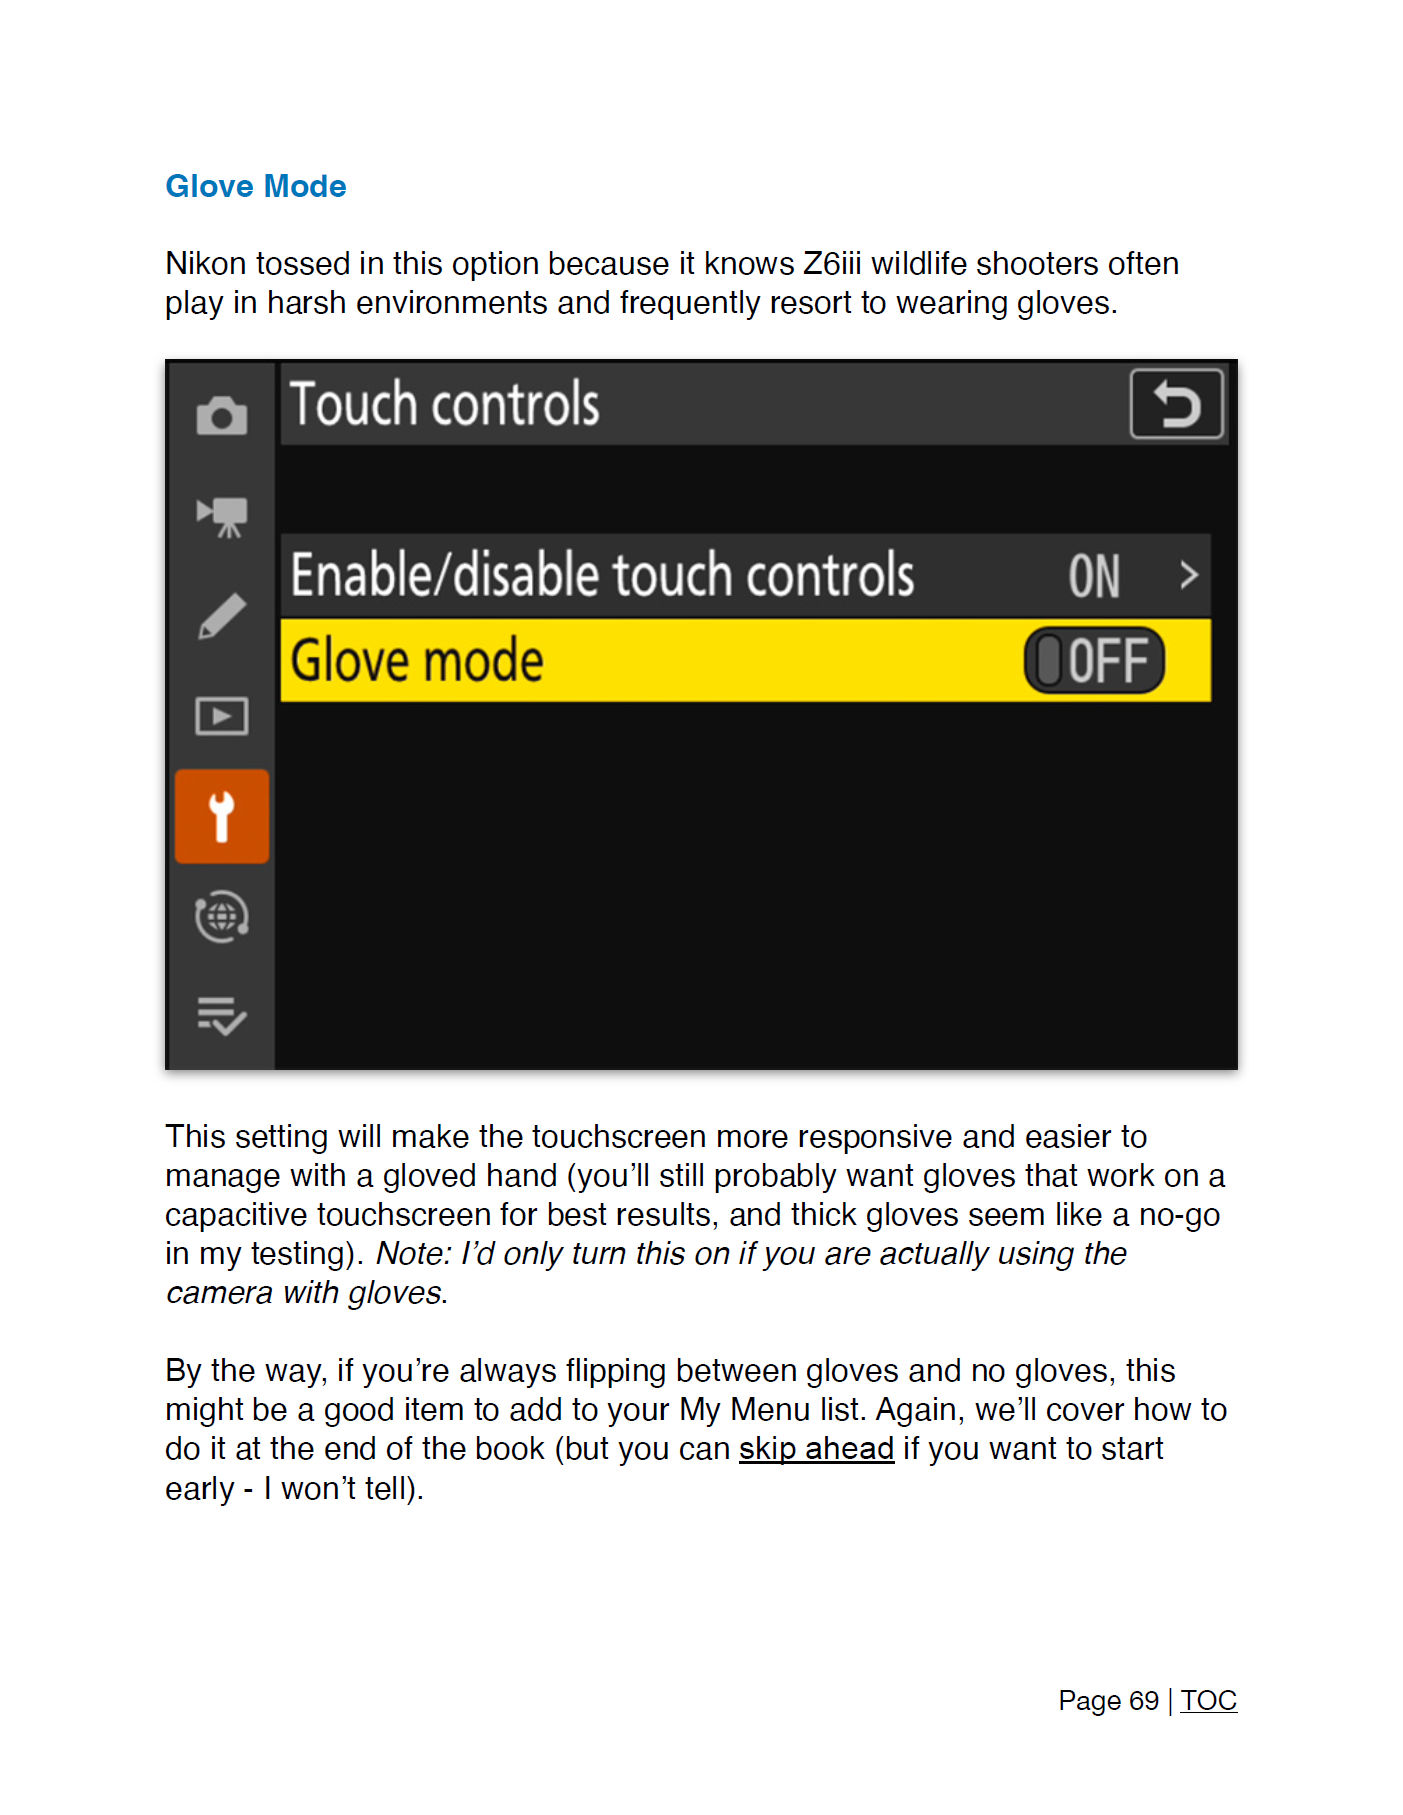 Glove Mode
Nikon tossed in this option because it knows Z6iii wildlife shooters often
play in harsh environments and frequently resort to wearing gloves.
Touch controls
Enable/disable touch controls ON >
Glove mode OFF
This setting will make the touchscreen more responsive and easier to
manage with a gloved hand (you’ll still probably want gloves that work on a
capacitive touchscreen for best results, and thick gloves seem like a no-go
in my testing). Note: I’d only turn this on if you are actually using the
camera with gloves.
By the way, if you’re always flipping between gloves and no gloves, this
might be a good item to add to your My Menu list. Again, we’ll cover how to
do it at the end of the book (but you can skip ahead if you want to start
early - I won’t tell).
Page 69 | TOC